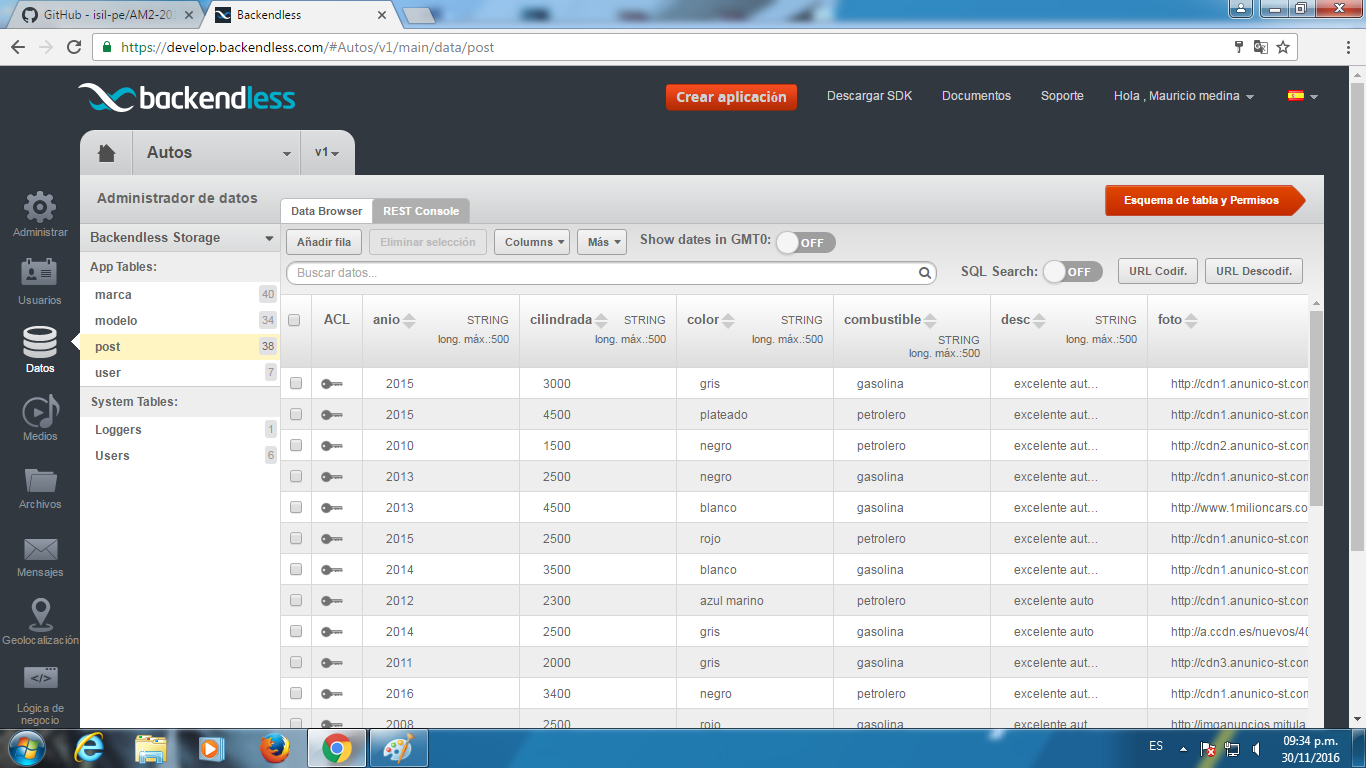 GitHub - isil-pe/AM2-20
Backendless
https://develop.backendless.com/#Autos/v1/main/data/post
backendless
Crear aplicación
Descargar SDK
Documentos
Soporte
Hola , Mauricio medina
Autos
v1
Administrador de datos
Data Browser
REST Console
Esquema de tabla y Permisos
Administrar
Usuarios
Datos
Medios
Archivos
Mensajes
Geolocalización
Lógica de
negocio
Backendless Storage
App Tables:
marca 40
modelo 34
post 38
user 7
System Tables:
Loggers 1
Users 6
Añadir fila
Eliminar selección
Columns
Más
Show dates in GMT0:
OFF
Buscar datos...
SQL Search:
OFF
URL Codif.
URL Descodif.
ACL
anio STRING
long. máx.:500
cilindrada STRING
long. máx.:500
color STRING
long. máx.:500
combustible
STRING
long. máx.:500
desc STRING
long. máx.:500
foto
2015 3000 gris gasolina excelente aut... http://cdn1.anunico-st.com
2015 4500 plateado petrolero excelente aut... http://cdn1.anunico-st.com
2010 1500 negro petrolero excelente aut... http://cdn2.anunico-st.com
2013 2500 negro gasolina excelente aut... http://cdn1.anunico-st.com
2013 4500 blanco gasolina excelente aut... http://www.1milioncars.co
2015 2500 rojo petrolero excelente aut... http://cdn1.anunico-st.com
2014 3500 blanco gasolina excelente aut... http://cdn1.anunico-st.com
2012 2300 azul marino petrolero excelente auto http://cdn1.anunico-st.com
2014 2500 gris gasolina excelente auto http://a.ccdn.es/nuevos/40
2011 2000 gris gasolina excelente aut... http://cdn3.anunico-st.com
2016 3400 negro petrolero excelente aut... http://cdn1.anunico-st.com
2008 2500 rojo gasolina excelente aut http://imganuncios.mitula
ES
09:34 p.m.
30/11/2016